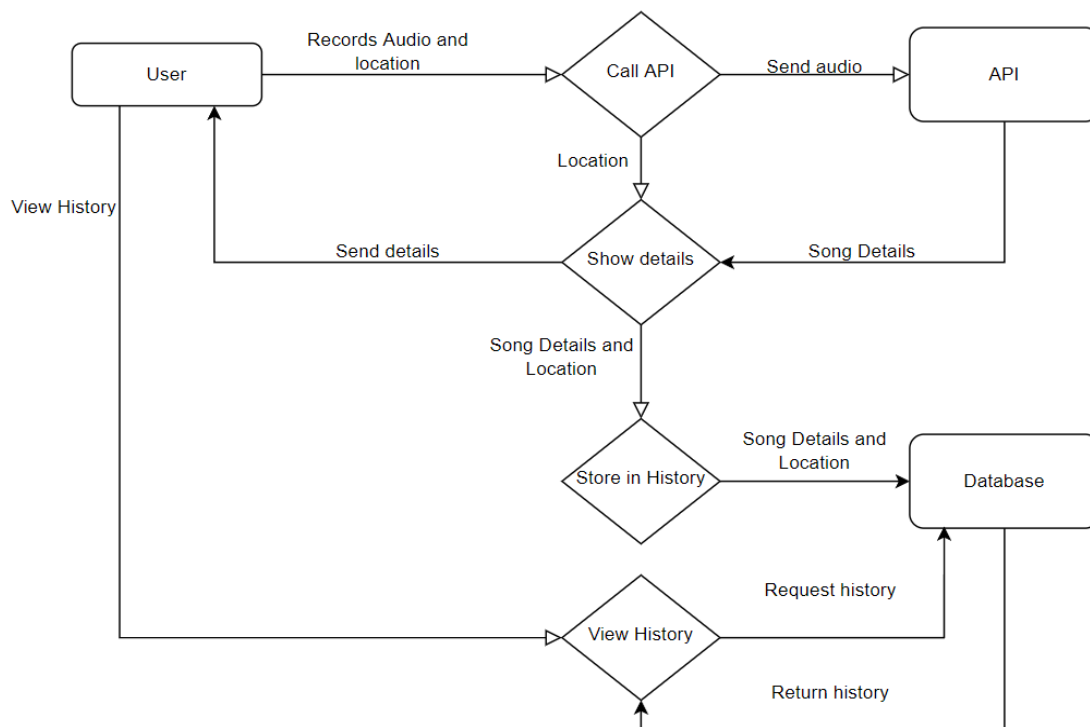 Records Audio and
location
User
Call API
Send audio
API
Location
View History
Send details
Show details
Song Details
Song Details and
Location
Song Details and
Location
Store in History
Database
Request history
View History
Return history